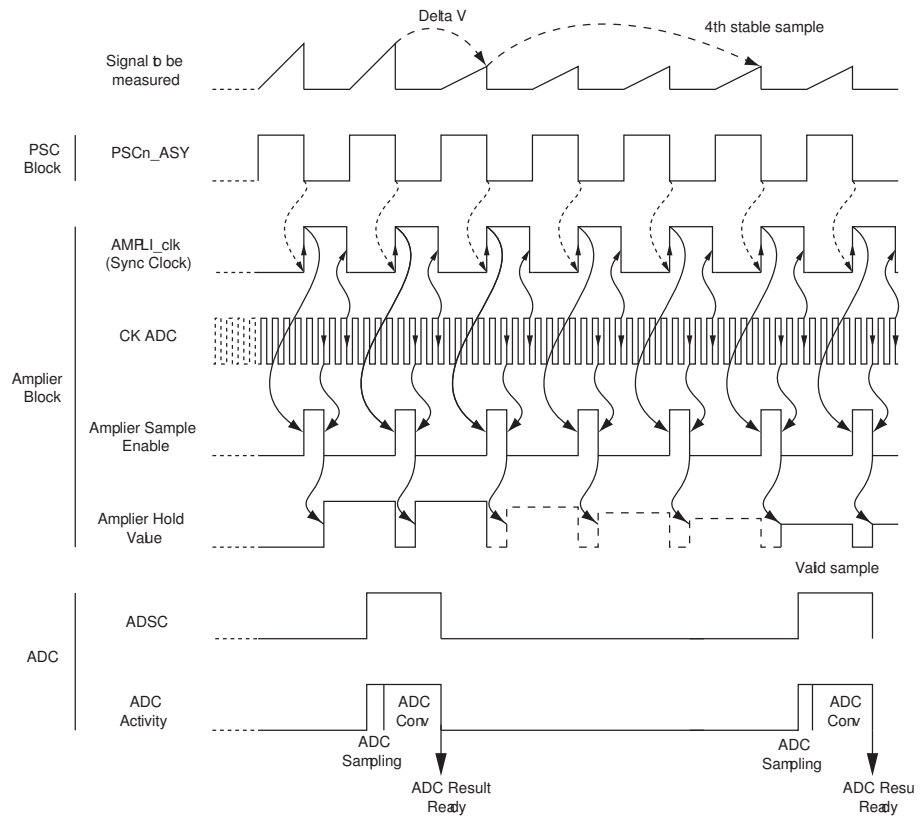 Delta V
4th stable sample
Signal to be
measured
PSC
Block
PSCn_ASY
AMPLI_clk
(Sync Clock)
CK ADC
Amplier
Block
Amplier Sample
Enable
Amplier Hold
Value
Valid sample
ADSC
ADC
ADC
Activity
ADC
Conv
ADC
Conv
ADC
Sampling
ADC
Sampling
ADC Result
Ready
ADC Resu
Ready